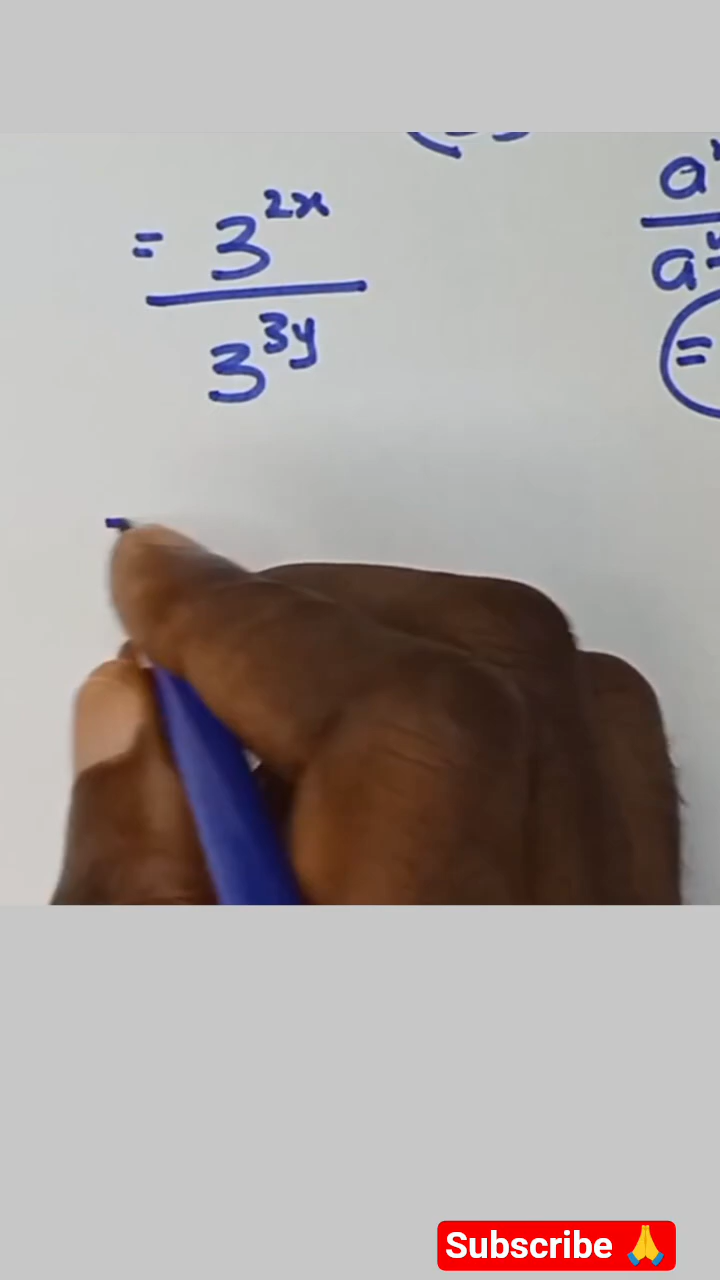 = 3^{2x}
3^{3y}
a
a
=
Subscribe 🙏